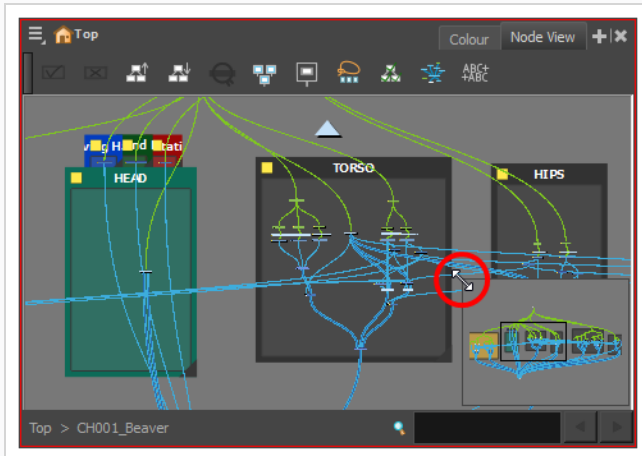 Top
Colour Node View
ABC+
+ABC
HEAD
TORSO
HIPS
Top > CH001_Beaver